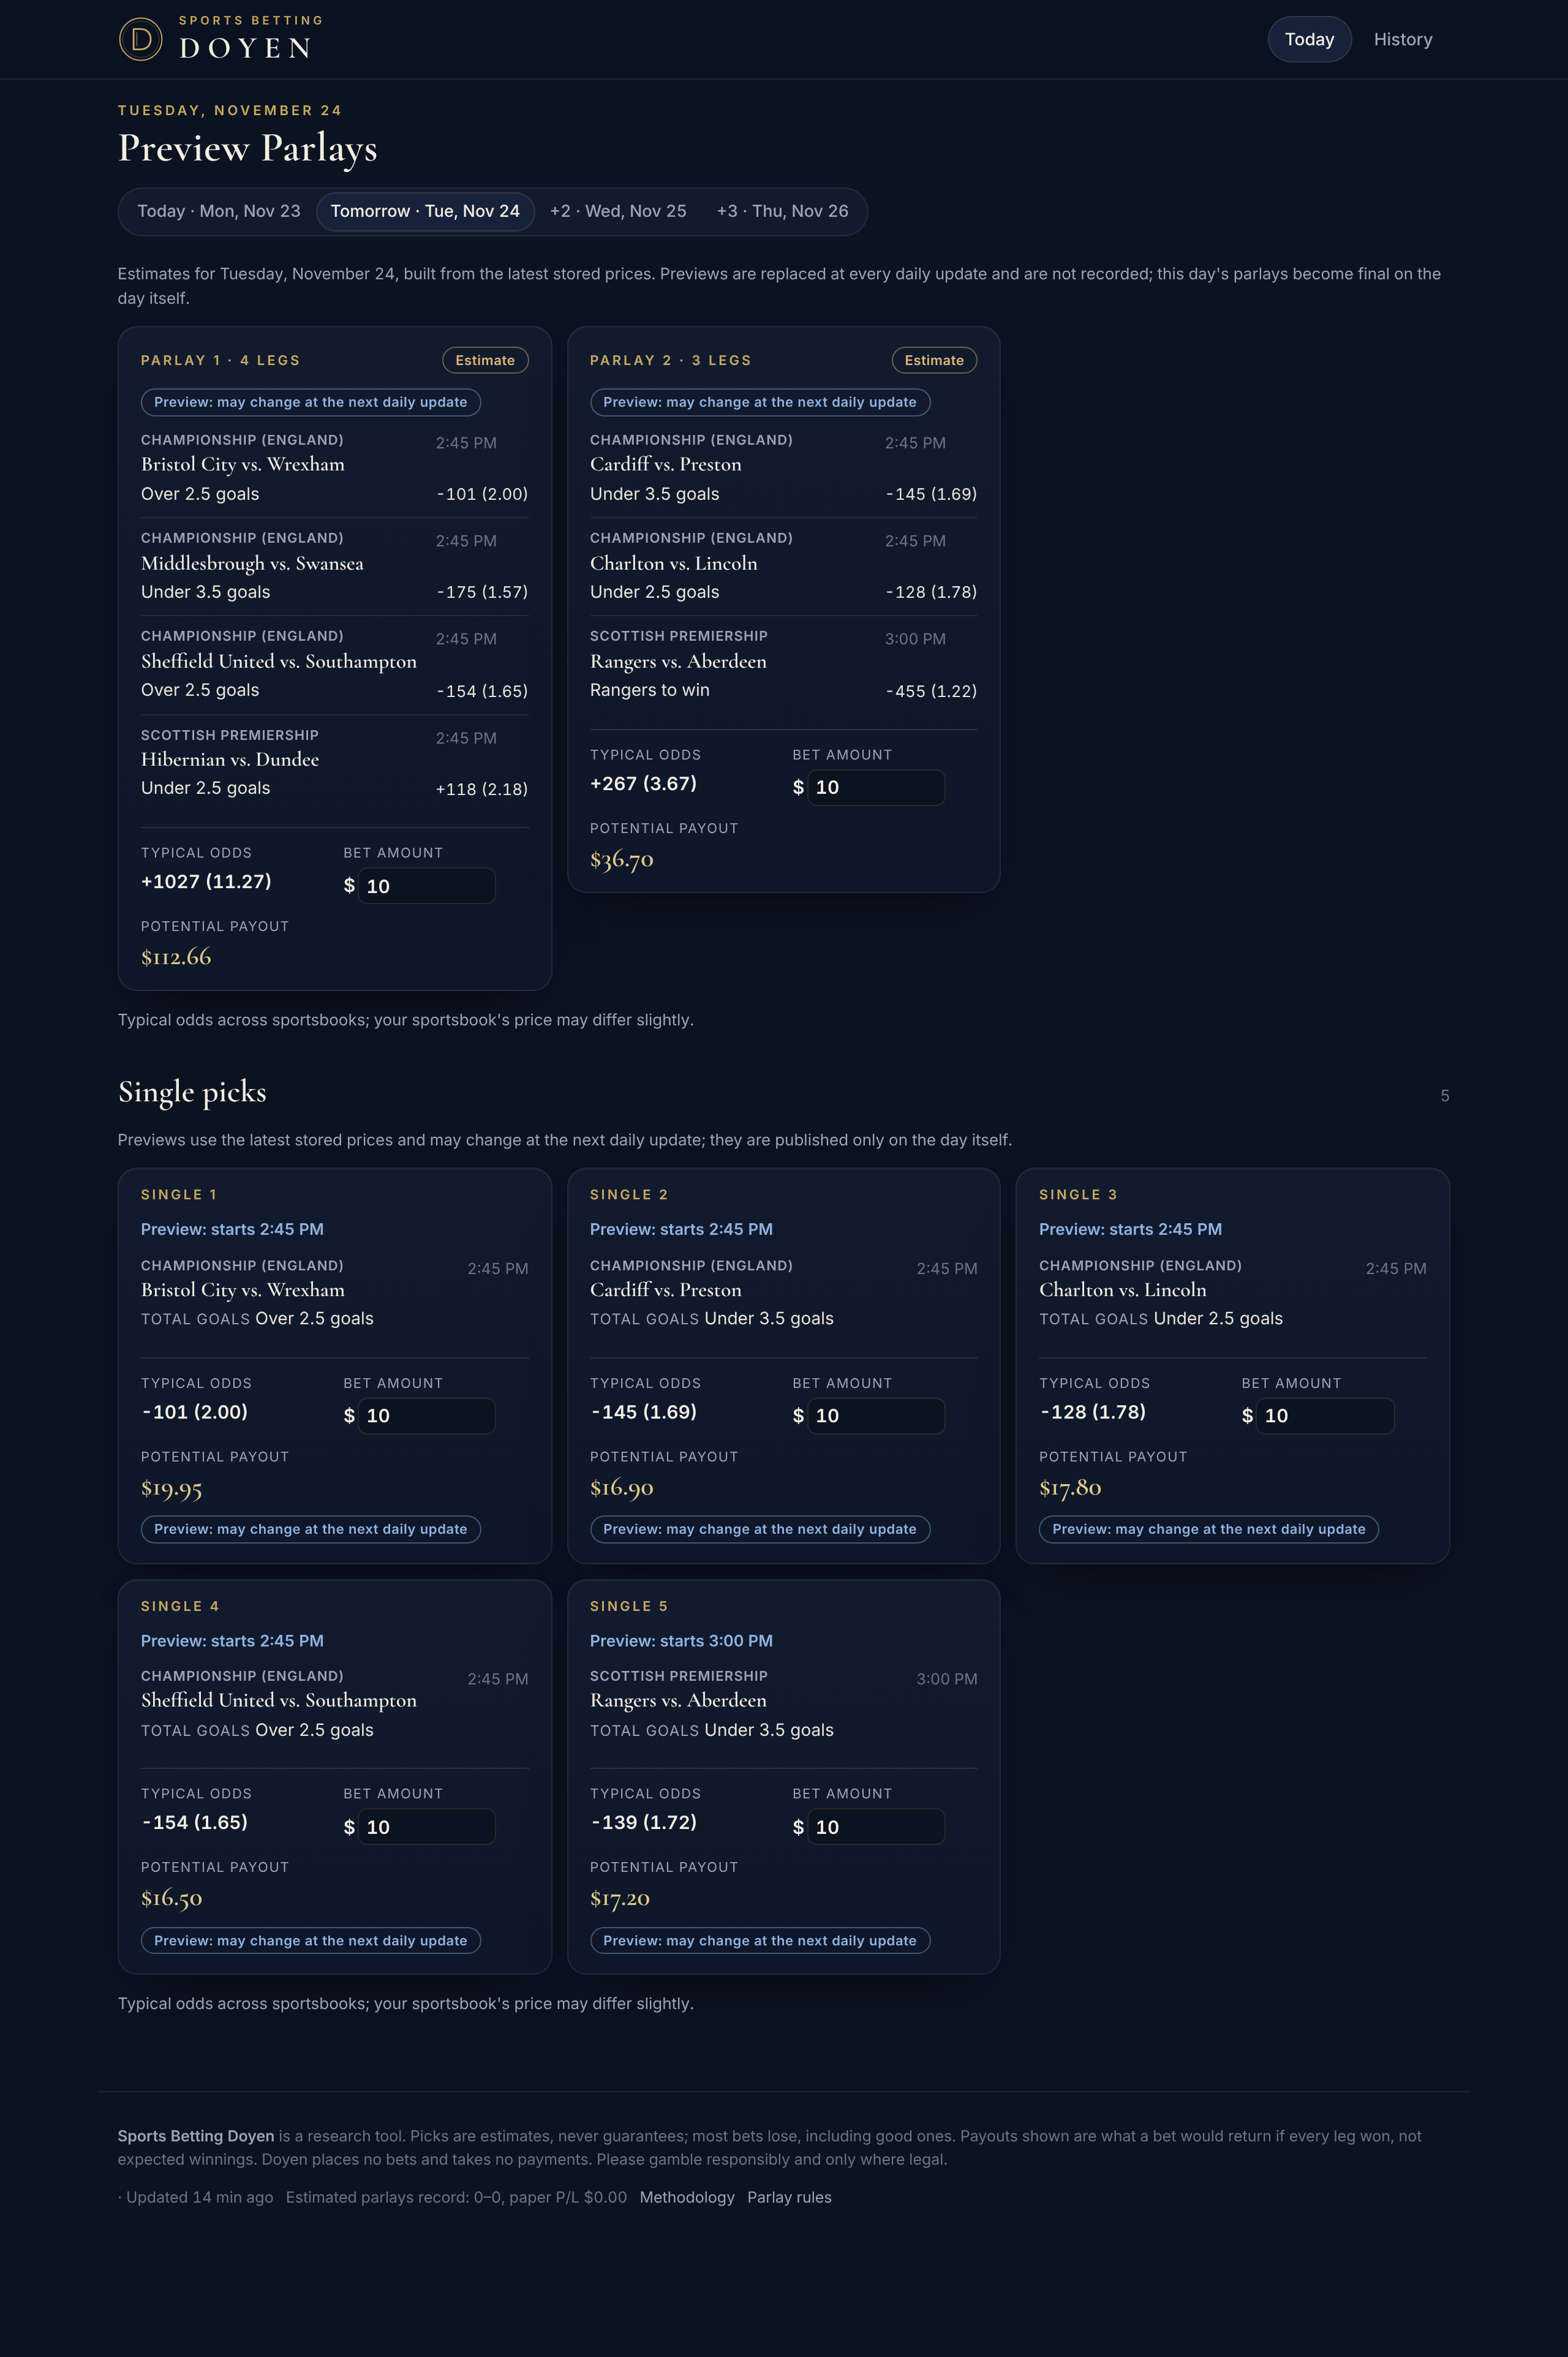 SPORTS BETTING
DOYEN
Today
History
TUESDAY, NOVEMBER 24
Preview Parlays
Today · Mon, Nov 23
Tomorrow · Tue, Nov 24
+2 · Wed, Nov 25
+3 · Thu, Nov 26
Estimates for Tuesday, November 24, built from the latest stored prices. Previews are replaced at every daily update and are not recorded; this day's parlays become final on the
day itself.
PARLAY 1 · 4 LEGS
Estimate
Preview: may change at the next daily update
CHAMPIONSHIP (ENGLAND)
2:45 PM
Bristol City vs. Wrexham
Over 2.5 goals
-101 (2.00)
CHAMPIONSHIP (ENGLAND)
2:45 PM
Middlesbrough vs. Swansea
Under 3.5 goals
-175 (1.57)
CHAMPIONSHIP (ENGLAND)
2:45 PM
Sheffield United vs. Southampton
Over 2.5 goals
-154 (1.65)
SCOTTISH PREMIERSHIP
2:45 PM
Hibernian vs. Dundee
Under 2.5 goals
+118 (2.18)
TYPICAL ODDS
BET AMOUNT
+1027 (11.27)
$ 10
POTENTIAL PAYOUT
$112.66
PARLAY 2 · 3 LEGS
Estimate
Preview: may change at the next daily update
CHAMPIONSHIP (ENGLAND)
2:45 PM
Cardiff vs. Preston
Under 3.5 goals
-145 (1.69)
CHAMPIONSHIP (ENGLAND)
2:45 PM
Charlton vs. Lincoln
Under 2.5 goals
-128 (1.78)
SCOTTISH PREMIERSHIP
3:00 PM
Rangers vs. Aberdeen
Rangers to win
-455 (1.22)
TYPICAL ODDS
BET AMOUNT
+267 (3.67)
$ 10
POTENTIAL PAYOUT
$36.70
Typical odds across sportsbooks; your sportsbook's price may differ slightly.
Single picks
5
Previews use the latest stored prices and may change at the next daily update; they are published only on the day itself.
SINGLE 1
Preview: starts 2:45 PM
CHAMPIONSHIP (ENGLAND)
2:45 PM
Bristol City vs. Wrexham
TOTAL GOALS Over 2.5 goals
TYPICAL ODDS
BET AMOUNT
-101 (2.00)
$ 10
POTENTIAL PAYOUT
$19.95
Preview: may change at the next daily update
SINGLE 2
Preview: starts 2:45 PM
CHAMPIONSHIP (ENGLAND)
2:45 PM
Cardiff vs. Preston
TOTAL GOALS Under 3.5 goals
TYPICAL ODDS
BET AMOUNT
-145 (1.69)
$ 10
POTENTIAL PAYOUT
$16.90
Preview: may change at the next daily update
SINGLE 3
Preview: starts 2:45 PM
CHAMPIONSHIP (ENGLAND)
2:45 PM
Charlton vs. Lincoln
TOTAL GOALS Under 2.5 goals
TYPICAL ODDS
BET AMOUNT
-128 (1.78)
$ 10
POTENTIAL PAYOUT
$17.80
Preview: may change at the next daily update
SINGLE 4
Preview: starts 2:45 PM
CHAMPIONSHIP (ENGLAND)
2:45 PM
Sheffield United vs. Southampton
TOTAL GOALS Over 2.5 goals
TYPICAL ODDS
BET AMOUNT
-154 (1.65)
$ 10
POTENTIAL PAYOUT
$16.50
Preview: may change at the next daily update
SINGLE 5
Preview: starts 3:00 PM
SCOTTISH PREMIERSHIP
3:00 PM
Rangers vs. Aberdeen
TOTAL GOALS Under 3.5 goals
TYPICAL ODDS
BET AMOUNT
-139 (1.72)
$ 10
POTENTIAL PAYOUT
$17.20
Preview: may change at the next daily update
Typical odds across sportsbooks; your sportsbook's price may differ slightly.
Sports Betting Doyen is a research tool. Picks are estimates, never guarantees; most bets lose, including good ones. Payouts shown are what a bet would return if every leg won, not
expected winnings. Doyen places no bets and takes no payments. Please gamble responsibly and only where legal.
· Updated 14 min ago Estimated parlays record: 0–0, paper P/L $0.00 Methodology Parlay rules